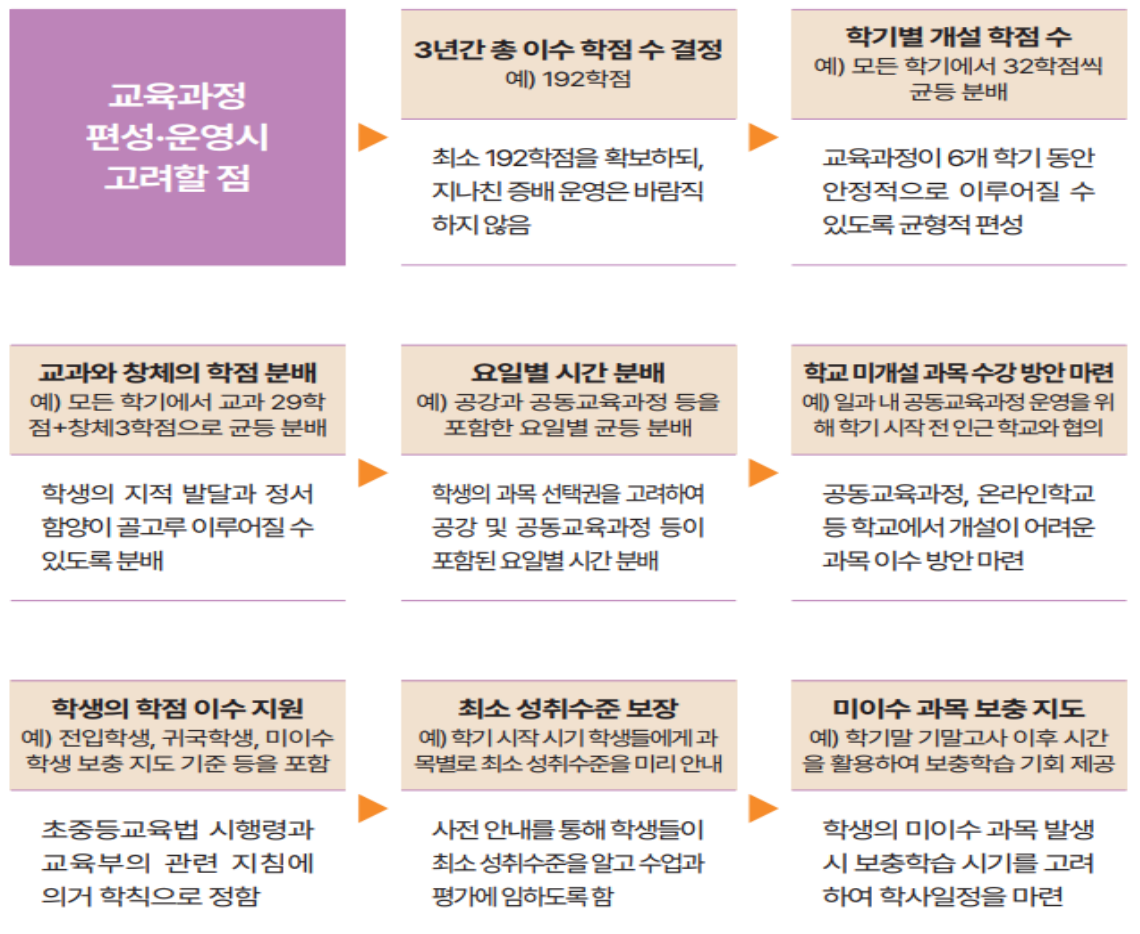 교육과정
편성·운영시
고려할 점
3년간 총 이수 학점 수 결정
예) 192학점
최소 192학점을 확보하되,
지나친 증배 운영은 바람직
하지 않음
학기별 개설 학점 수
예) 모든 학기에서 32학점씩
균등 분배
교육과정이 6개 학기 동안
안정적으로 이루어질 수
있도록 균형적 편성
교과와 창체의 학점 분배
예) 모든 학기에서 교과 29학
점+창체3학점으로 균등 분배
학생의 지적 발달과 정서
함양이 골고루 이루어질 수
있도록 분배
요일별 시간 분배
예) 공강과 공동교육과정 등을
포함한 요일별 균등 분배
학생의 과목 선택권을 고려하여
공강 및 공동교육과정 등이
포함된 요일별 시간 분배
학교 미개설 과목 수강 방안 마련
예) 일과 내 공동교육과정 운영을 위
해 학기 시작 전 인근 학교와 협의
공동교육과정, 온라인학교
등 학교에서 개설이 어려운
과목 이수 방안 마련
학생의 학점 이수 지원
예) 전입학생, 귀국학생, 미이수
학생 보충 지도 기준 등을 포함
초중등교육법 시행령과
교육부의 관련 지침에
의거 학칙으로 정함
최소 성취수준 보장
예) 학기 시작 시기 학생들에게 과
목별로 최소 성취수준을 미리 안내
사전 안내를 통해 학생들이
최소 성취수준을 알고 수업과
평가에 임하도록 함
미이수 과목 보충 지도
예) 학기말 기말고사 이후 시간
을 활용하여 보충학습 기회 제공
학생의 미이수 과목 발생
시 보충학습 시기를 고려
하여 학사일정을 마련